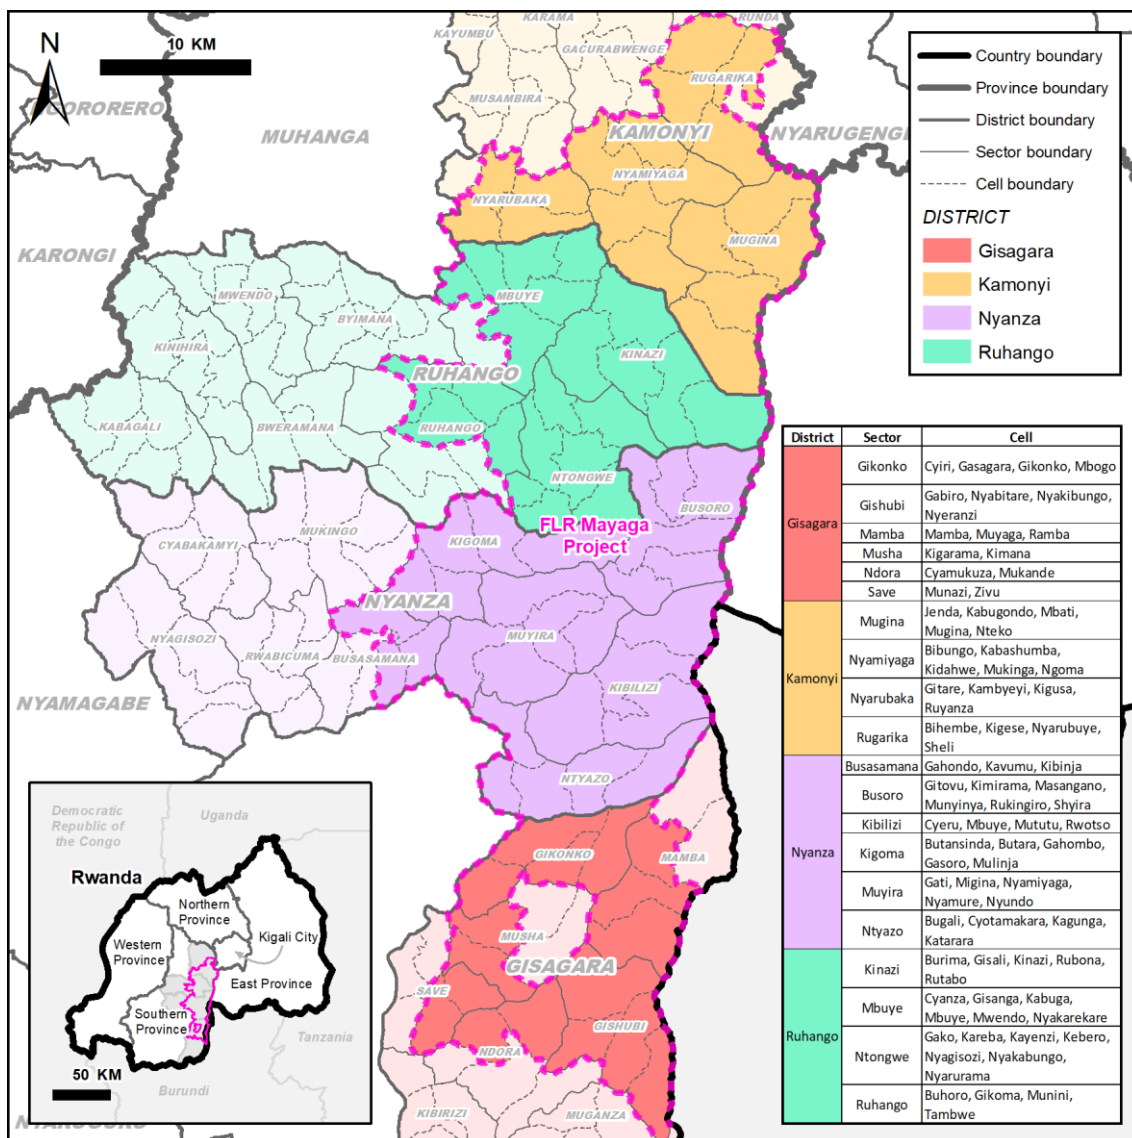 N
10 KM
KARAMA
RUNDA
KAYUMBU
GACURABWENGE
RUGARIKA
MUSAMBIRA
MUHANGA
KAMONYI
NYAMIYAGA
NYARUBAKA
MUGINA
KARONGI
MWENDO
MBUYE
BYIMANA
KINIHIRA
KINAZI
RUHANGO
KABAGALI
BWERAMANA
RUHANGO
NTONGWE
BUSORO
MUKINGO
FLR Mayaga
Project
CYABAKAMYI
KIGOMA
NYANZA
NYAGISOZI
MUYIRA
RWABICUMA
BUSASAMANA
KIBILIZI
NYAMAGABE
NTYAZO
GIKONKO
MAMBA
MUSHA
GISAGARA
SAVE
GISHUBI
NDORA
KIBIRIZI
MUGANZA
Country boundary
Province boundary
District boundary
Sector boundary
Cell boundary
DISTRICT
Gisagara
Kamonyi
Nyanza
Ruhango
District Sector Cell
Gisagara
Gikonko Cyiri, Gasagara, Gikonko, Mbogo
Gishubi Gabiro, Nyabitare, Nyakibungo,
Nyeranzi
Mamba Mamba, Muyaga, Ramba
Musha Kigarama, Kimana
Ndora Cyamukuza, Mukande
Save Munazi, Zivu
Kamonyi
Mugina Jenda, Kabugondo, Mbati,
Mugina, Nteko
Nyamiyaga Bibungo, Kabashumba,
Kidahwe, Mukinga, Ngoma
Nyarubaka Gitare, Kambyeyi, Kigusa,
Ruyanza
Rugarika Bihembe, Kigese, Nyarubuye,
Sheli
Nyanza
Busasamana Gahondo, Kavumu, Kibinja
Busoro Gitovu, Kimirama, Masangano,
Munyinya, Rukingiro, Shyira
Kibilizi Cyeru, Mbuye, Mututu, Rwotso
Kigoma Butansinda, Butara, Gahombo,
Gasoro, Mulinja
Muyira Gati, Migina, Nyamiyaga,
Nyamure, Nyundo
Ntyazo Bugali, Cyotamakara, Kagunga,
Katarara
Ruhango
Kinazi Burima, Gisali, Kinazi, Rubona,
Rutabo
Mbuye Cyanza, Gisanga, Kabuga,
Mbuye, Mwendo, Nyakarekare
Ntongwe Gako, Kareba, Kayenzi, Kebero,
Nyagisozi, Nyakabungo,
Nyarurama
Ruhango Buhoro, Gikoma, Munini,
Tambwe
Democratic
Republic of
the Congo
Uganda
Rwanda
Northern
Province
Western
Province
Kigali City
East Province
Southern
Province
Tanzania
50 KM
Burundi